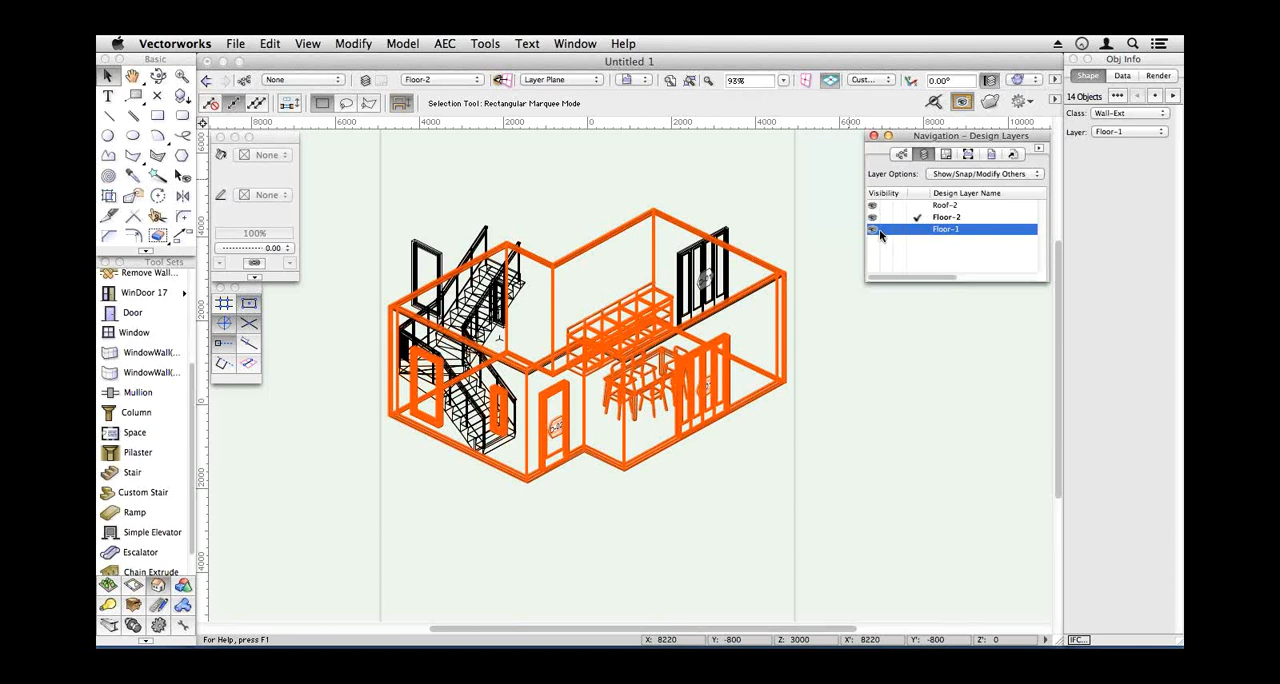 Vectorworks File Edit View Modify Model AEC Tools Text Window Help
Basic
Untitled 1
Obj Info
None
Floor-2
Layer Plane
93%
Cust...
0.00°
Shape Data Render
Selection Tool: Rectangular Marquee Mode
14 Objects
Class: Wall-Ext
Layer: Floor-1
8000 4000 2000 0 2000 4000 6000 8000 10000
None
None
100%
0.00
Navigation – Design Layers
Layer Options: Show/Snap/Modify Others
Visibility Design Layer Name
Roof-2
Floor-2
Floor-1
Tool Sets
Remove Wall...
WinDoor 17
Door
Window
WindowWall(...
WindowWall(...
Mullion
Column
Space
Pilaster
Stair
Custom Stair
Ramp
Simple Elevator
Escalator
Chain Extrude
For Help, press F1
X: 8220 Y: -800 Z: 3000 X': 8220 Y': -800 Z': 0
IFC...